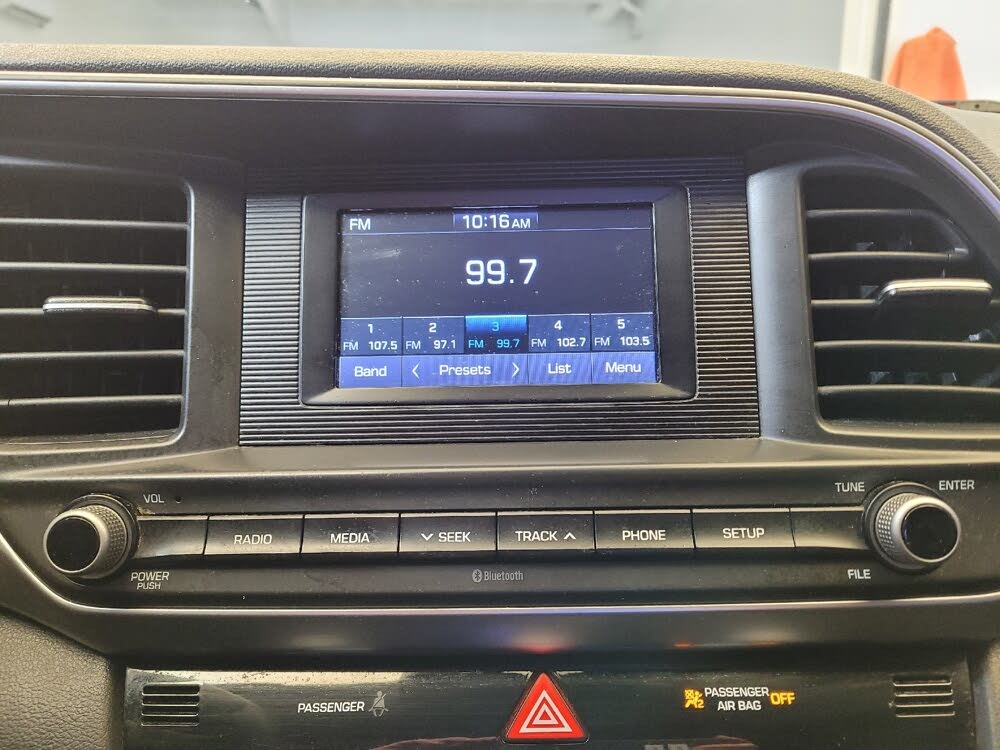 FM 10:16 AM
99.7
1 2 3 4 5
FM 107.5 FM 97.1 FM 99.7 FM 102.7 FM 103.5
Band < Presets > List Menu
VOL TUNE ENTER
RADIO MEDIA SEEK TRACK PHONE SETUP
POWER
PUSH
Bluetooth
FILE
PASSENGER
PASSENGER
AIR BAG
OFF
2